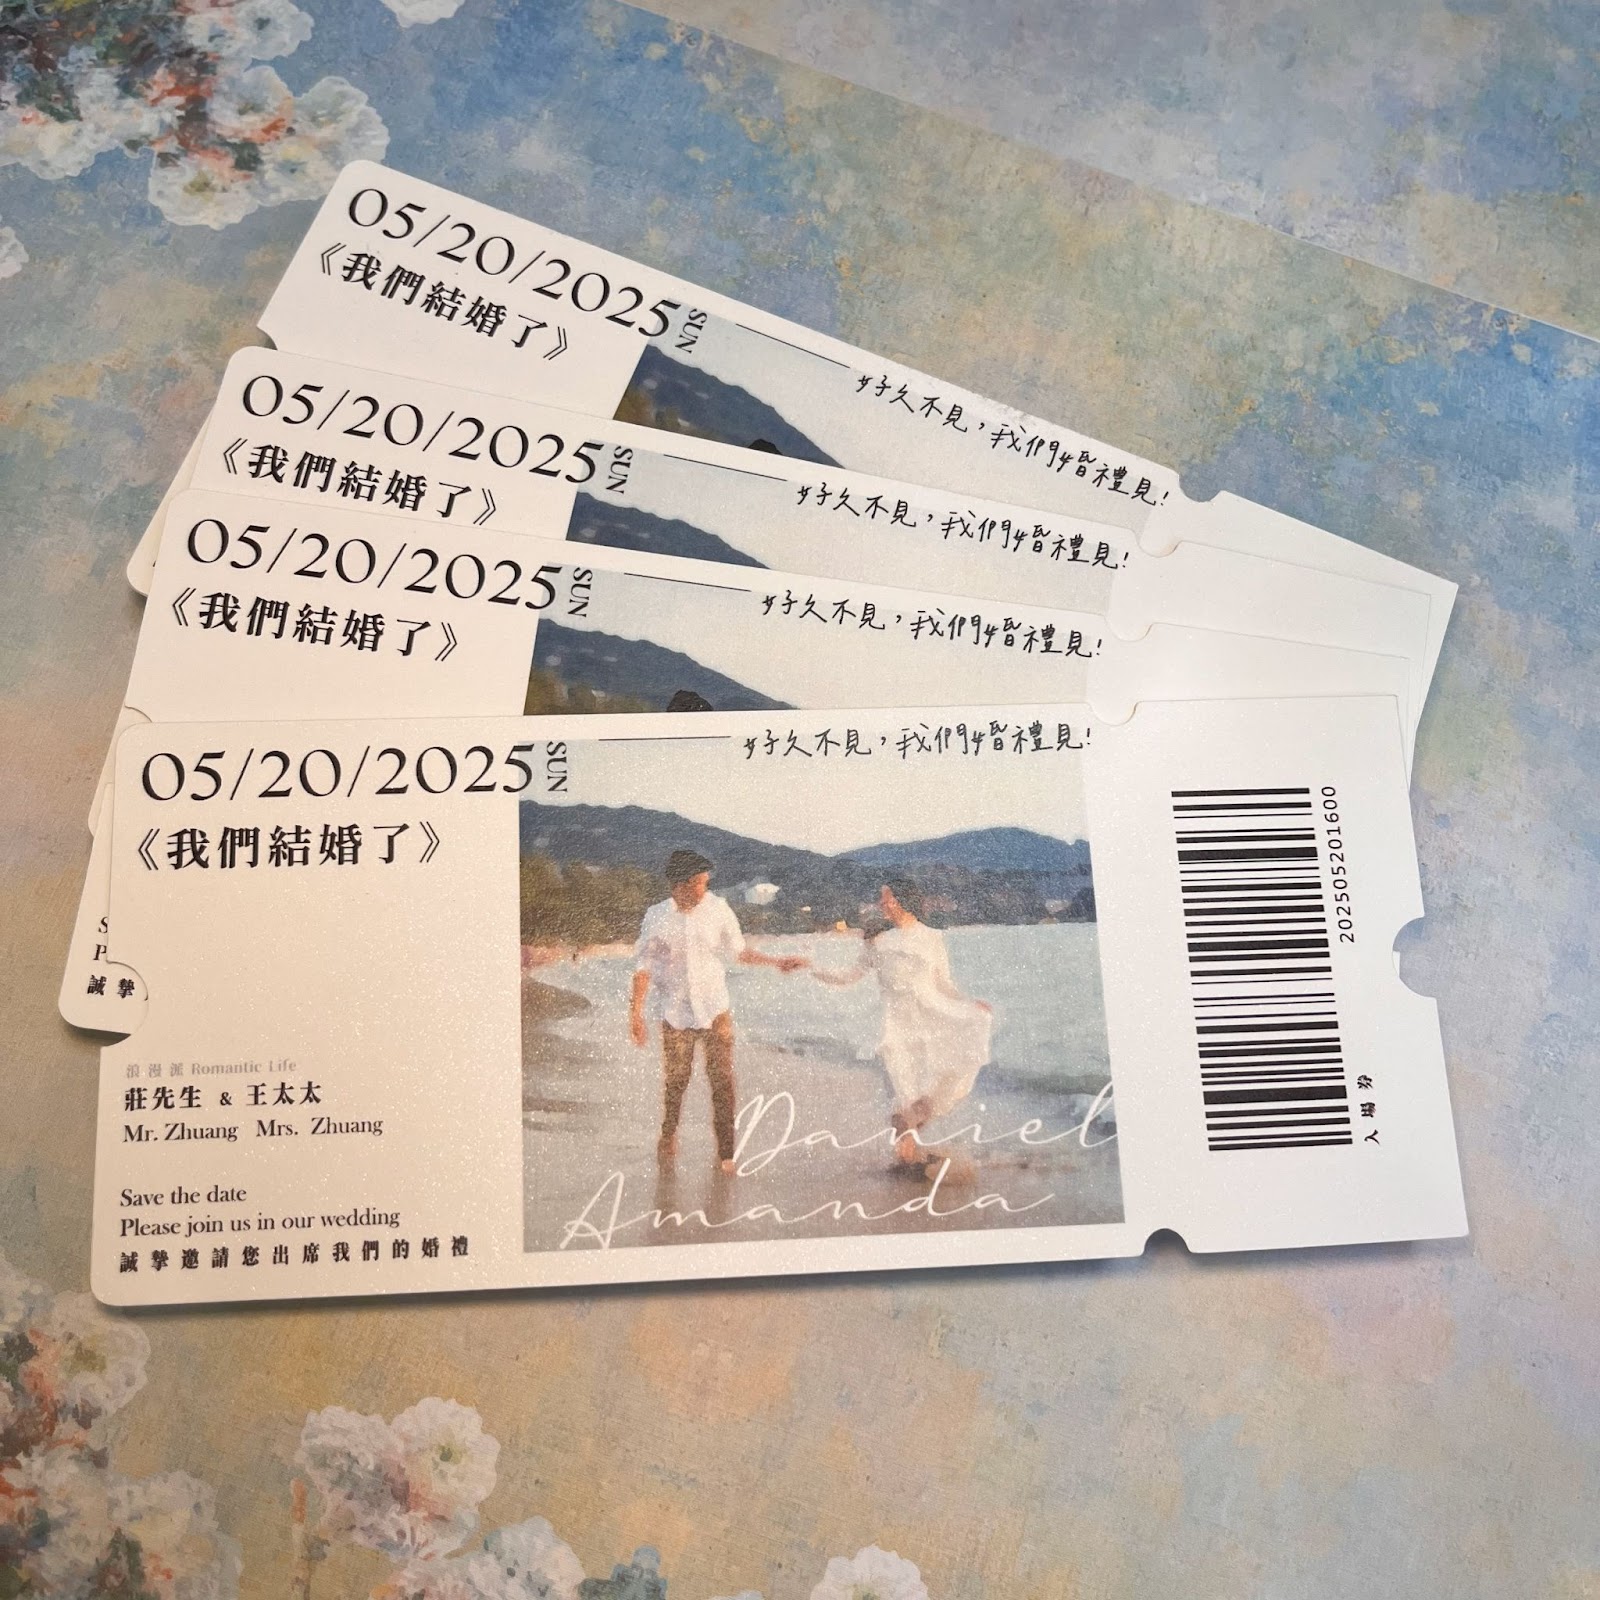 05/20/2025 SUN
《我們結婚了》
好久不見，我們婚禮見!
05/20/2025 SUN
《我們結婚了》
好久不見，我們婚禮見!
05/20/2025 SUN
《我們結婚了》
好久不見，我們婚禮見!
05/20/2025 SUN
《我們結婚了》
好久不見，我們婚禮見!
S
P
誠摯
浪漫派 Romantic Life
莊先生 & 王太太
Mr. Zhuang Mrs. Zhuang
Save the date
Please join us in our wedding
誠摯邀請您出席我們的婚禮
Daniel
Amanda
202505201600
入場券